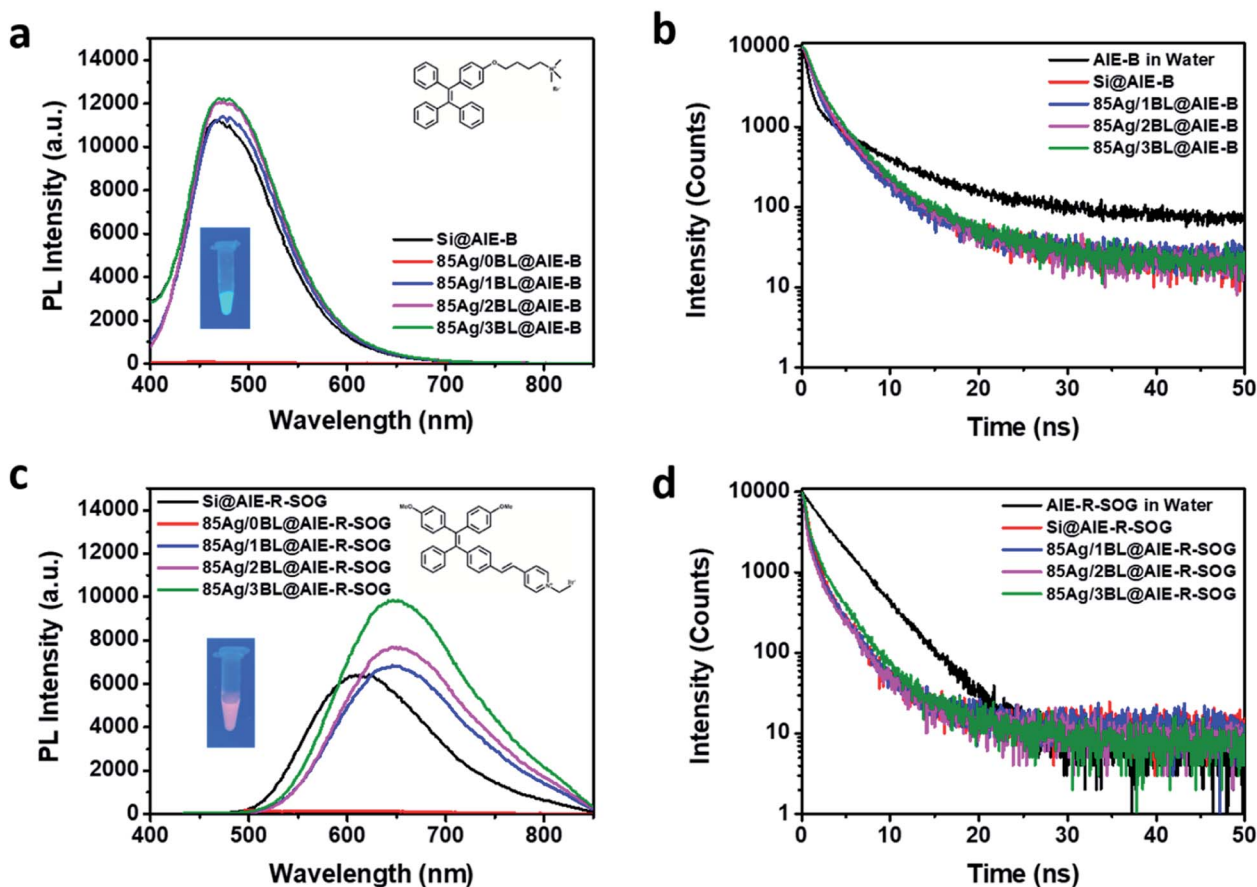 a
PL Intensity (a.u.)
14000
12000
10000
8000
6000
4000
2000
0
O
N⁺
Br⁻
Si@AIE-B
85Ag/0BL@AIE-B
85Ag/1BL@AIE-B
85Ag/2BL@AIE-B
85Ag/3BL@AIE-B
400 500 600 700 800
Wavelength (nm)
b
Intensity (Counts)
10000
1000
100
10
1
AIE-B in Water
Si@AIE-B
85Ag/1BL@AIE-B
85Ag/2BL@AIE-B
85Ag/3BL@AIE-B
0 10 20 30 40 50
Time (ns)
c
PL Intensity (a.u.)
14000
12000
10000
8000
6000
4000
2000
0
Si@AIE-R-SOG
85Ag/0BL@AIE-R-SOG
85Ag/1BL@AIE-R-SOG
85Ag/2BL@AIE-R-SOG
85Ag/3BL@AIE-R-SOG
MeO
OMe
N⁺
Br⁻
400 500 600 700 800
Wavelength (nm)
d
Intensity (Counts)
10000
1000
100
10
1
AIE-R-SOG in Water
Si@AIE-R-SOG
85Ag/1BL@AIE-R-SOG
85Ag/2BL@AIE-R-SOG
85Ag/3BL@AIE-R-SOG
0 10 20 30 40 50
Time (ns)